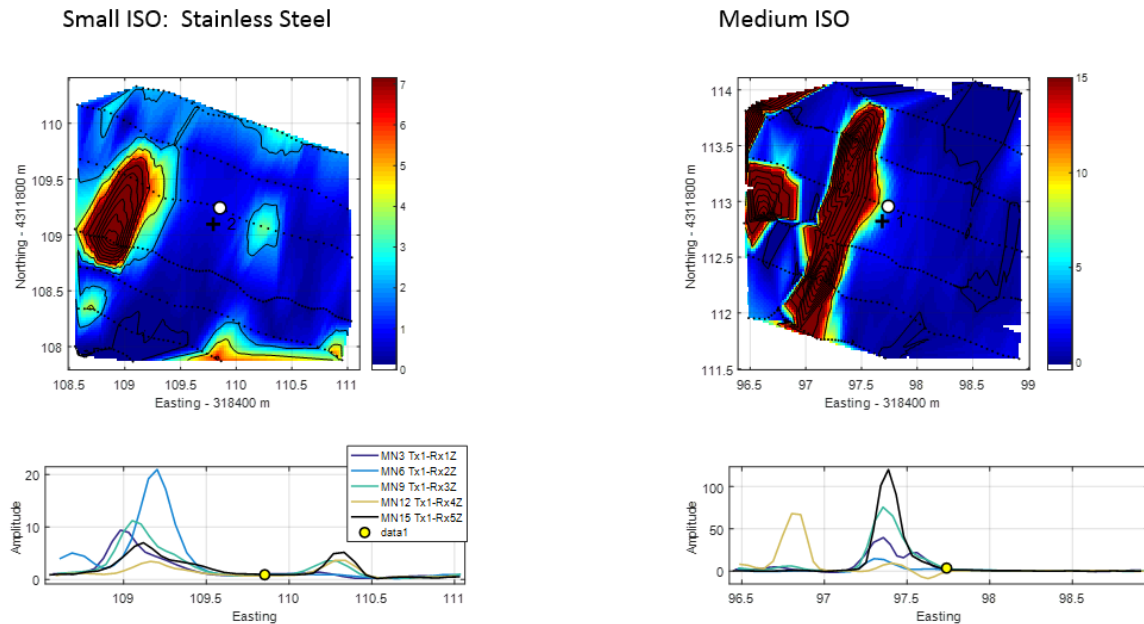 Small ISO:  Stainless Steel
Medium ISO
Northing - 4311800 m
110
109.5
109
108.5
108
108.5 109 109.5 110 110.5 111
Easting - 318400 m
7
6
5
4
3
2
1
0
2
Northing - 4311800 m
114
113.5
113
112.5
112
111.5
96.5 97 97.5 98 98.5 99
Easting - 318400 m
15
10
5
0
1
Amplitude
20
10
0
109 109.5 110 110.5 111
Easting
MN3 Tx1-Rx1Z
MN6 Tx1-Rx2Z
MN9 Tx1-Rx3Z
MN12 Tx1-Rx4Z
MN15 Tx1-Rx5Z
data1
Amplitude
100
50
0
96.5 97 97.5 98 98.5
Easting